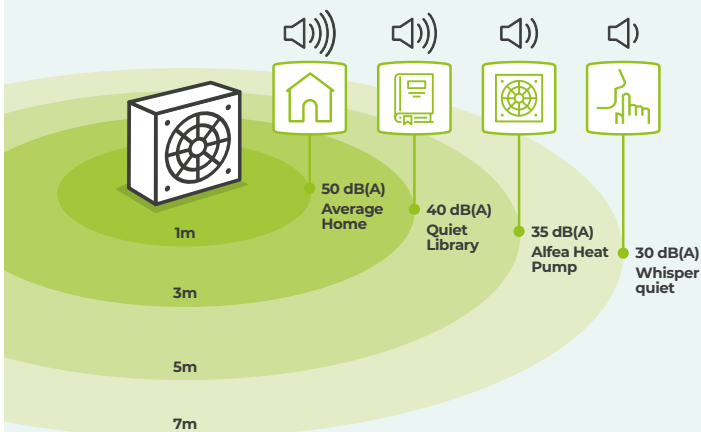 50 dB(A)
Average
Home
40 dB(A)
Quiet
Library
35 dB(A)
Alfea Heat
Pump
30 dB(A)
Whisper
quiet
1m
3m
5m
7m